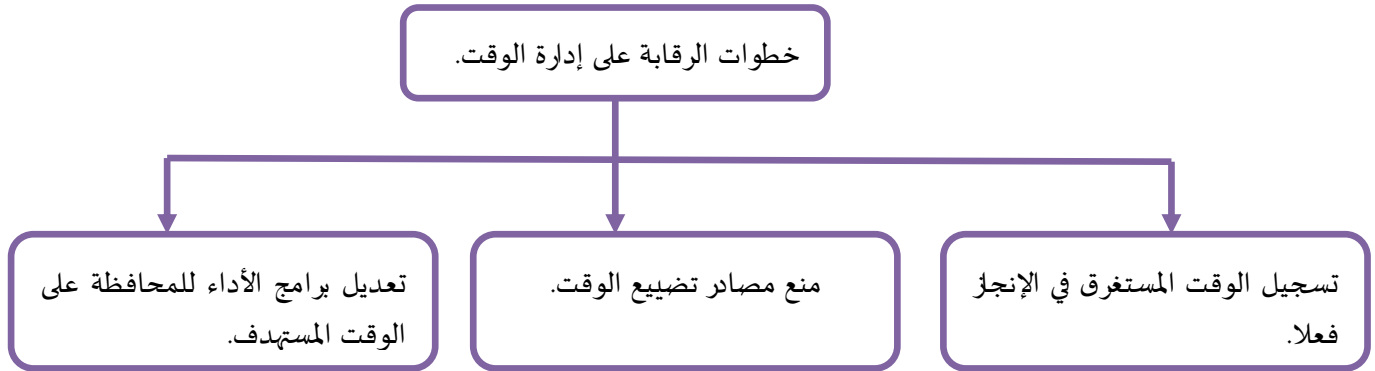 خطوات الرقابة على إدارة الوقت.
تسجيل الوقت المستغرق في الإنجاز
فعلا.
منع مصادر تضييع الوقت.
تعديل برامج الأداء للمحافظة على
الوقت المستهدف.